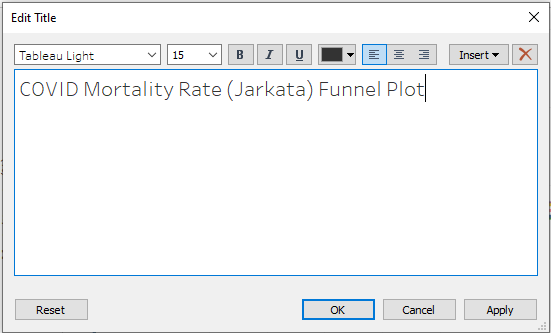 Edit Title
Tableau Light 15 B I U Insert
COVID Mortality Rate (Jarkata) Funnel Plot
Reset OK Cancel Apply